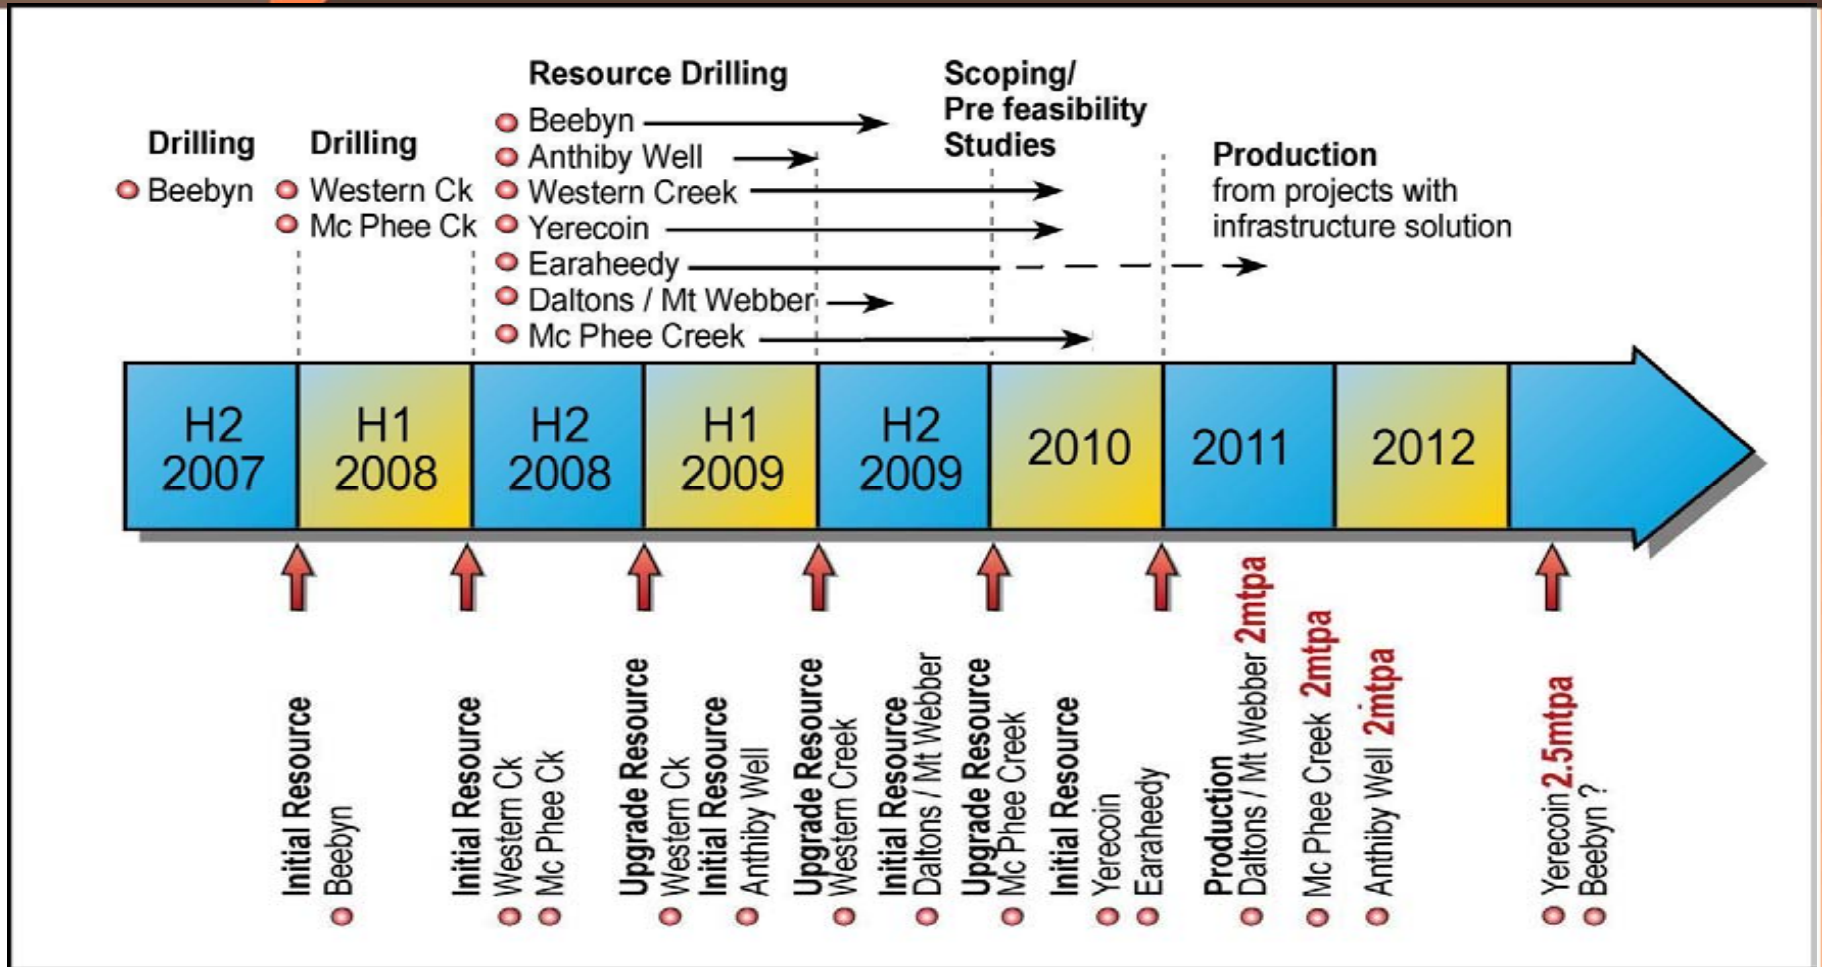 Drilling
Beebyn
Drilling
Western Ck
Mc Phee Ck
Resource Drilling
Beebyn
Anthiby Well
Western Creek
Yerecoin
Earaheedy
Daltons / Mt Webber
Mc Phee Creek
Scoping/
Pre feasibility
Studies
Production
from projects with
infrastructure solution
H2
2007
H1
2008
H2
2008
H1
2009
H2
2009
2010
2011
2012
Initial Resource
Beebyn
Initial Resource
Western Ck
Mc Phee Ck
Upgrade Resource
Western Ck
Initial Resource
Anthiby Well
Upgrade Resource
Western Creek
Initial Resource
Daltons / Mt Webber
Upgrade Resource
Mc Phee Creek
Initial Resource
Yerecoin
Earaheedy
Production
Daltons / Mt Webber 2mtpa
Mc Phee Creek 2mtpa
Anthiby Well 2mtpa
Yerecoin 2.5mtpa
Beebyn ?